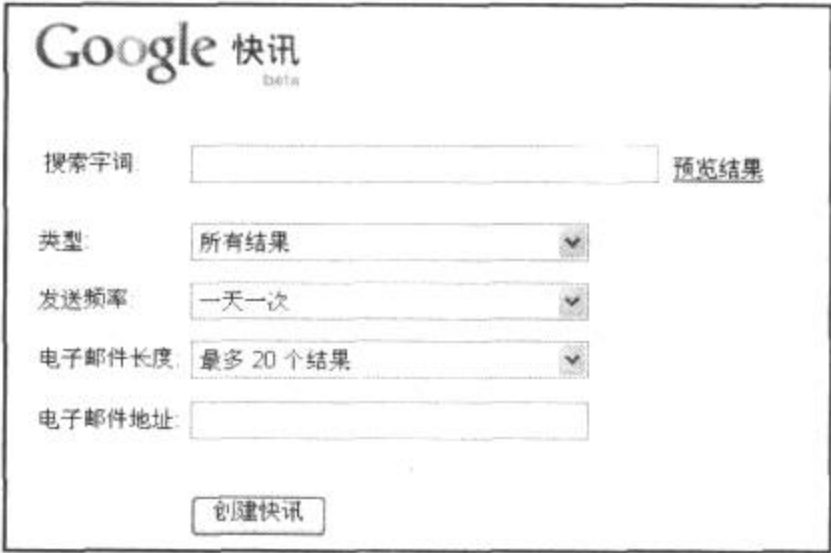 Google 快讯
beta
搜索字词: 预览结果
类型: 所有结果
发送频率 一天一次
电子邮件长度: 最多 20 个结果
电子邮件地址:
创建快讯